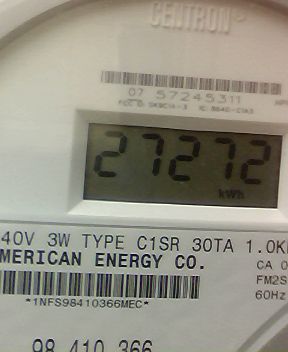 CENTRON
07 57245311
27272
kWh
40V 3W TYPE C1SR 30TA 1.0K
MERICAN ENERGY CO.
CA 0
FM2S
60Hz
*1NFS98410366MEC*
98 410 366